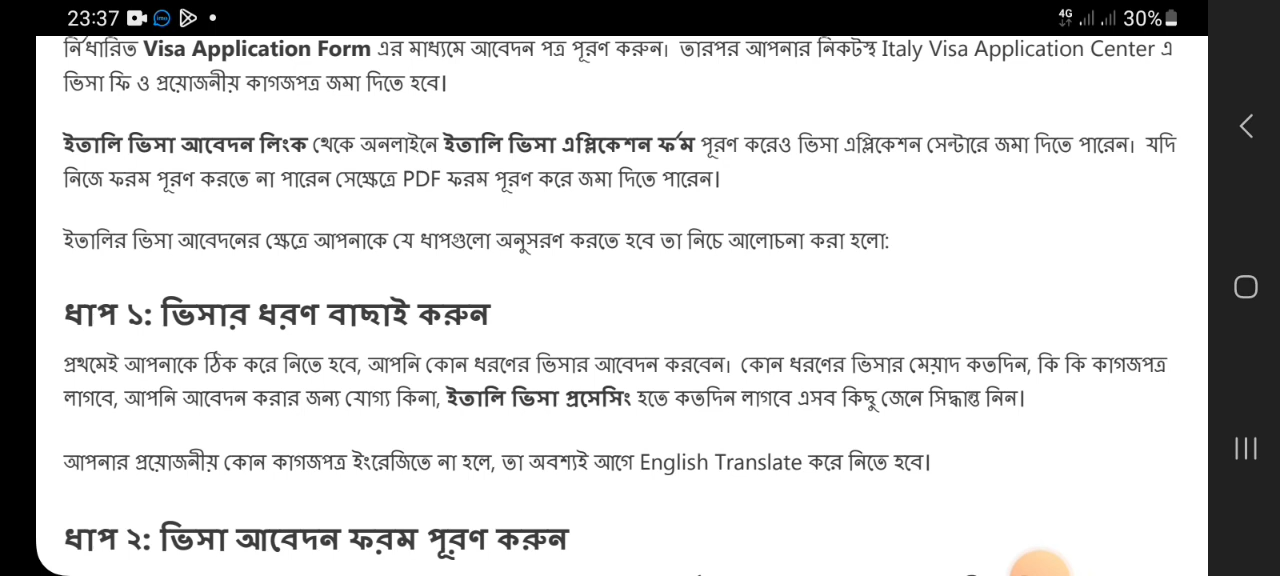 23:37
4G 30%
নির্ধারিত Visa Application Form এর মাধ্যমে আবেদন পত্র পূরণ করুন। তারপর আপনার নিকটস্থ Italy Visa Application Center এ
ভিসা ফি ও প্রয়োজনীয় কাগজপত্র জমা দিতে হবে।
ইতালি ভিসা আবেদন লিংক থেকে অনলাইনে ইতালি ভিসা এপ্লিকেশন র্ফম পূরণ করেও ভিসা এপ্লিকেশন সেন্টারে জমা দিতে পারেন। যদি
নিজে ফরম পূরণ করতে না পারেন সেক্ষেত্রে PDF ফরম পূরণ করে জমা দিতে পারেন।
ইতালির ভিসা আবেদনের ক্ষেত্রে আপনাকে যে ধাপগুলো অনুসরণ করতে হবে তা নিচে আলোচনা করা হলো:
ধাপ ১: ভিসার ধরণ বাছাই করুন
প্রথমেই আপনাকে ঠিক করে নিতে হবে, আপনি কোন ধরণের ভিসার আবেদন করবেন। কোন ধরণের ভিসার মেয়াদ কতদিন, কি কি কাগজপত্র
লাগবে, আপনি আবেদন করার জন্য যোগ্য কিনা, ইতালি ভিসা প্রসেসিং হতে কতদিন লাগবে এসব কিছু জেনে সিদ্ধান্ত নিন।
আপনার প্রয়োজনীয় কোন কাগজপত্র ইংরেজিতে না হলে, তা অবশ্যই আগে English Translate করে নিতে হবে।
ধাপ ২: ভিসা আবেদন ফরম পূরণ করুন